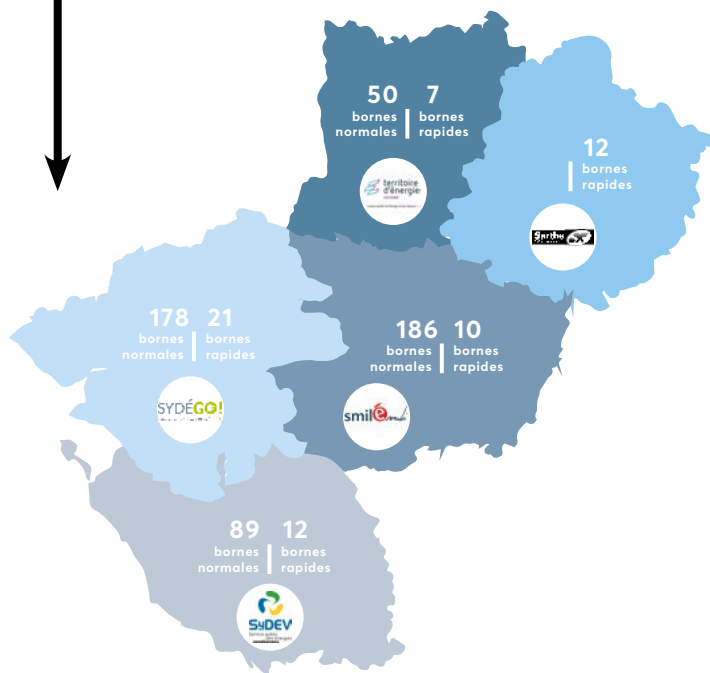 50 7
bornes bornes
normales rapides
territoire
d'énergie
12
bornes
rapides
178 21
bornes bornes
normales rapides
SYDÉGO!
186 10
bornes bornes
normales rapides
smilé
89 12
bornes bornes
normales rapides
SyDEV